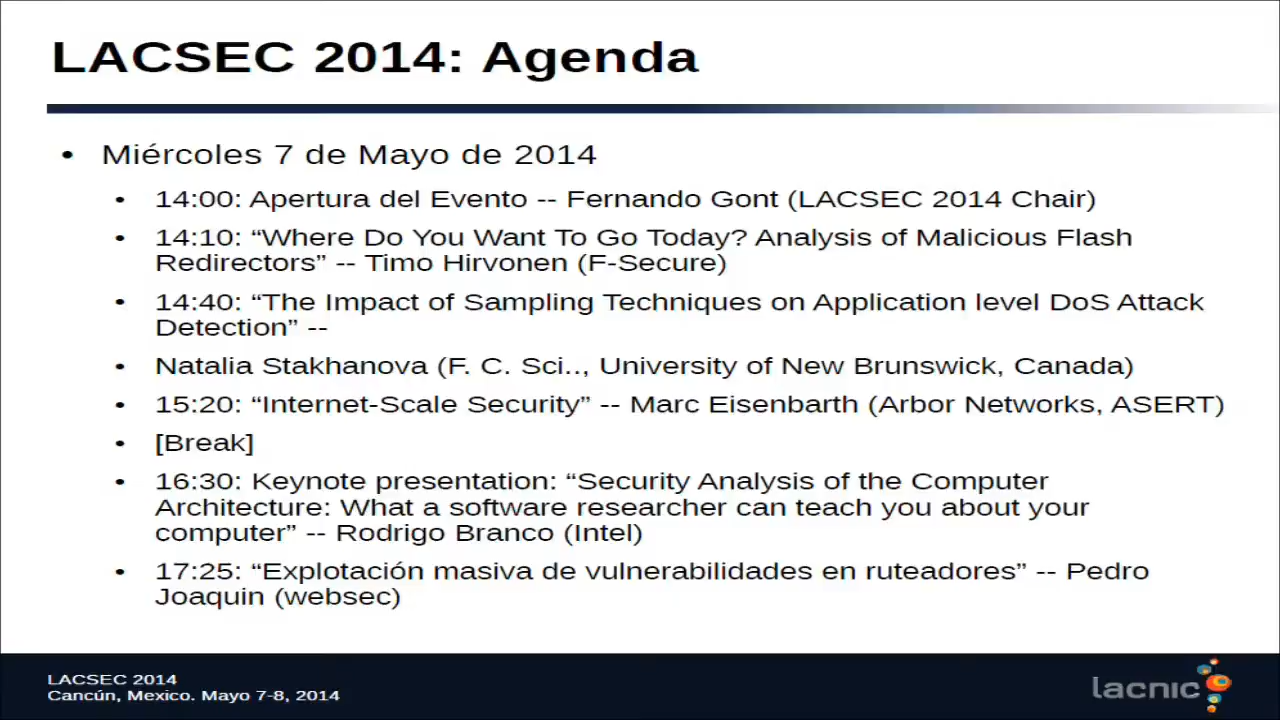 LACSEC 2014: Agenda
• Miércoles 7 de Mayo de 2014
• 14:00: Apertura del Evento -- Fernando Gont (LACSEC 2014 Chair)
• 14:10: “Where Do You Want To Go Today? Analysis of Malicious Flash
Redirectors” -- Timo Hirvonen (F-Secure)
• 14:40: “The Impact of Sampling Techniques on Application level DoS Attack
Detection” --
• Natalia Stakhanova (F. C. Sci.., University of New Brunswick, Canada)
• 15:20: “Internet-Scale Security” -- Marc Eisenbarth (Arbor Networks, ASERT)
• [Break]
• 16:30: Keynote presentation: “Security Analysis of the Computer
Architecture: What a software researcher can teach you about your
computer” -- Rodrigo Branco (Intel)
• 17:25: “Explotación masiva de vulnerabilidades en ruteadores” -- Pedro
Joaquin (websec)
LACSEC 2014
Cancún, Mexico. Mayo 7-8, 2014
lacnic